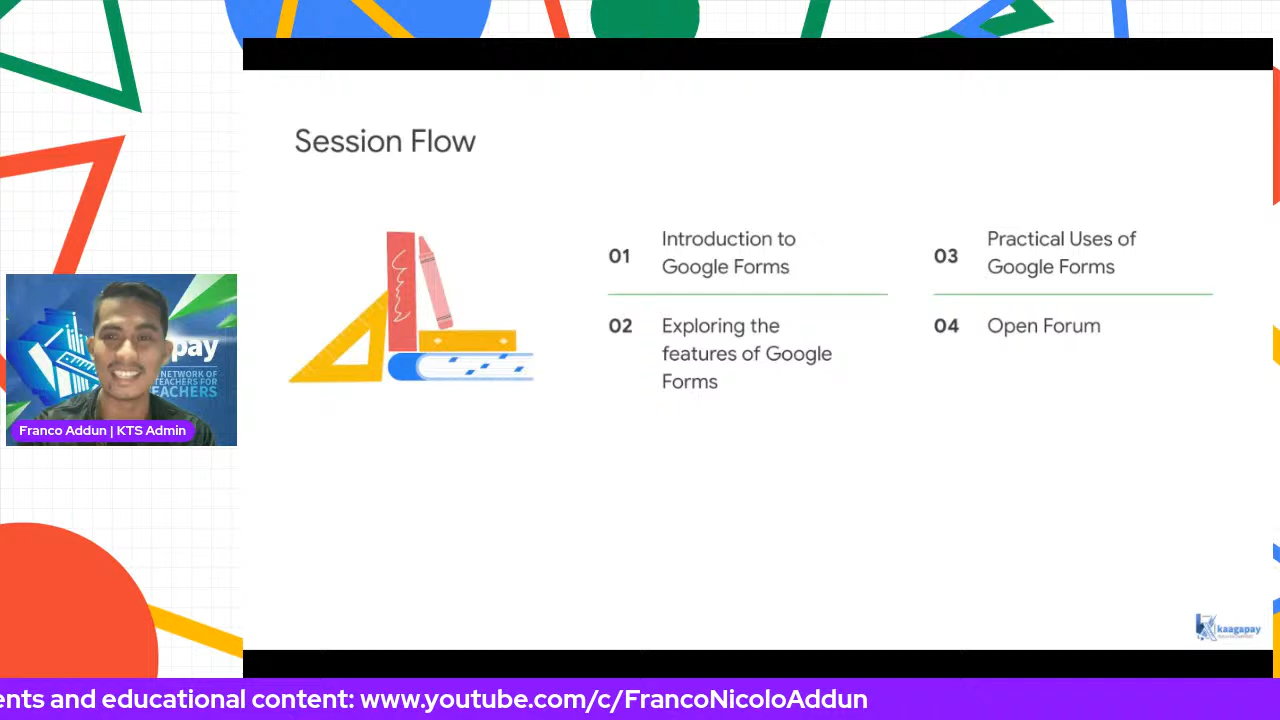 Session Flow
01
Introduction to
Google Forms
02
Exploring the
features of Google
Forms
03
Practical Uses of
Google Forms
04
Open Forum
pay
NETWORK OF
TEACHERS FOR
TEACHERS
Franco Addun | KTS Admin
kaagapay
ents and educational content: www.youtube.com/c/FrancoNicoloAddun